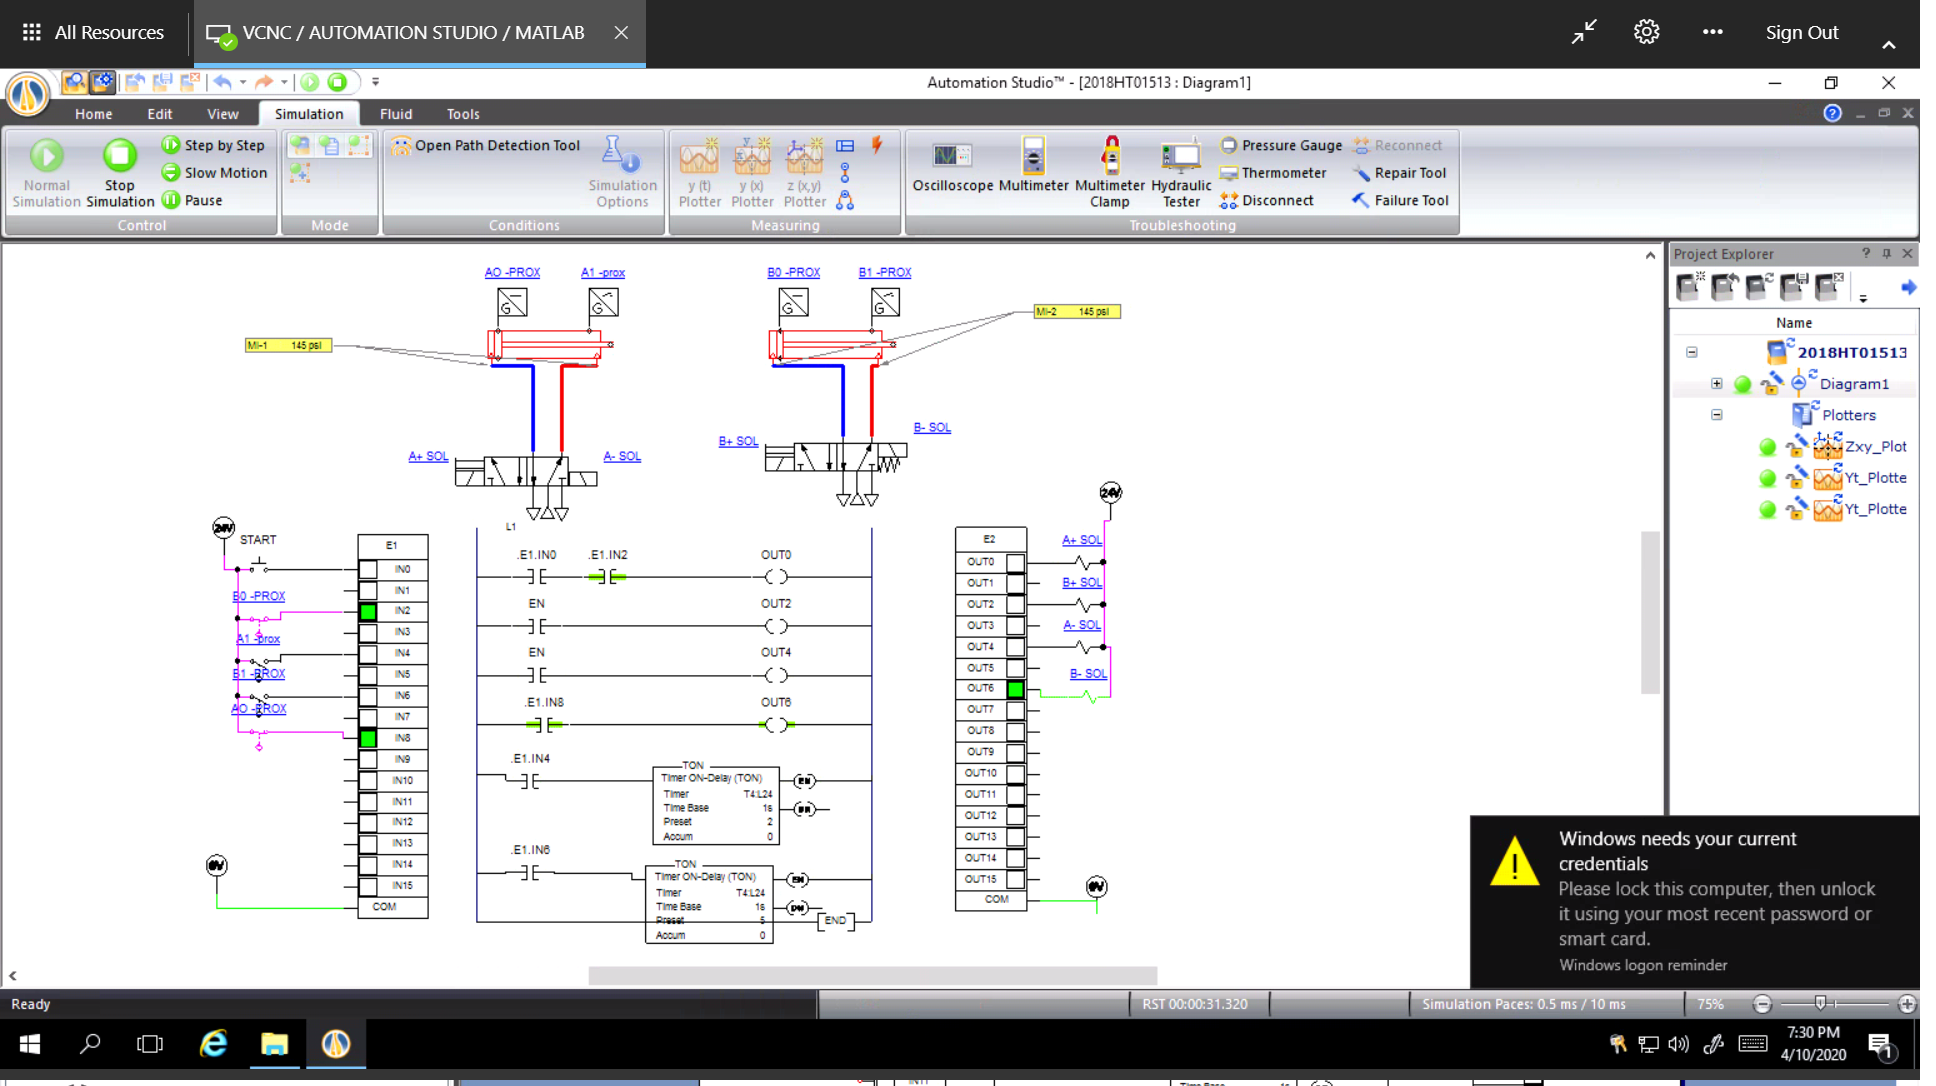 All Resources
VCNC / AUTOMATION STUDIO / MATLAB
Sign Out
Automation Studio™ - [2018HT01513 : Diagram1]
Home Edit View Simulation Fluid Tools
Normal Simulation
Stop Simulation
Step by Step
Slow Motion
Pause
Control
Mode
Open Path Detection Tool
Simulation Options
Conditions
y (t) Plotter
y (x) Plotter
z (x,y) Plotter
Measuring
Oscilloscope
Multimeter
Multimeter Clamp
Hydraulic Tester
Pressure Gauge
Thermometer
Disconnect
Reconnect
Repair Tool
Failure Tool
Troubleshooting
Project Explorer
Name
2018HT01513
Diagram1
Plotters
Zxy_Plot
Yt_Plotte
Yt_Plotte
AO -PROX
A1 -prox
B0 -PROX
B1 -PROX
G
G
G
G
MI-1 145 psi
MI-2 145 psi
A+ SOL
A- SOL
B+ SOL
B- SOL
24V
START
B0 -PROX
A1 -prox
B1 -PROX
AO -PROX
0V
E1
IN0
IN1
IN2
IN3
IN4
IN5
IN6
IN7
IN8
IN9
IN10
IN11
IN12
IN13
IN14
IN15
COM
L1
.E1.IN0 .E1.IN2 OUT0
EN OUT2
EN OUT4
.E1.IN8 OUT6
.E1.IN4
TON
Timer ON-Delay (TON)
Timer T4:L24
Time Base 1s
Preset 2
Accum 0
EN
DN
.E1.IN6
TON
Timer ON-Delay (TON)
Timer T4:L24
Time Base 1s
Preset 5
Accum 0
EN
DN
END
E2
OUT0
OUT1
OUT2
OUT3
OUT4
OUT5
OUT6
OUT7
OUT8
OUT9
OUT10
OUT11
OUT12
OUT13
OUT14
OUT15
COM
24V
A+ SOL
B+ SOL
A- SOL
B- SOL
0V
Windows needs your current
credentials
Please lock this computer, then unlock
it using your most recent password or
smart card.
Windows logon reminder
Ready
RST 00:00:31.320
Simulation Paces: 0.5 ms / 10 ms
75%
7:30 PM
4/10/2020
1
IN11
Time Base 1s